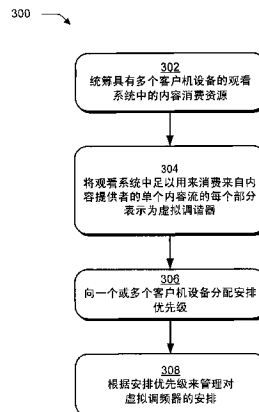 300
302
统筹具有多个客户机设备的观看
系统中的内容消费资源
304
将观看系统中足以用来消费来自内
容提供者的单个内容流的每个部分
表示为虚拟调谐器
306
向一个或多个客户机设备分配安排
优先级
308
根据安排优先级来管理对
虚拟调频器的安排